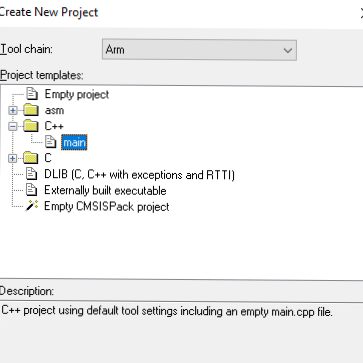 Create New Project
Tool chain:
Arm
Project templates:
Empty project
asm
C++
main
C
DLIB (C, C++ with exceptions and RTTI)
Externally built executable
Empty CMSISPack project
Description:
C++ project using default tool settings including an empty main.cpp file.